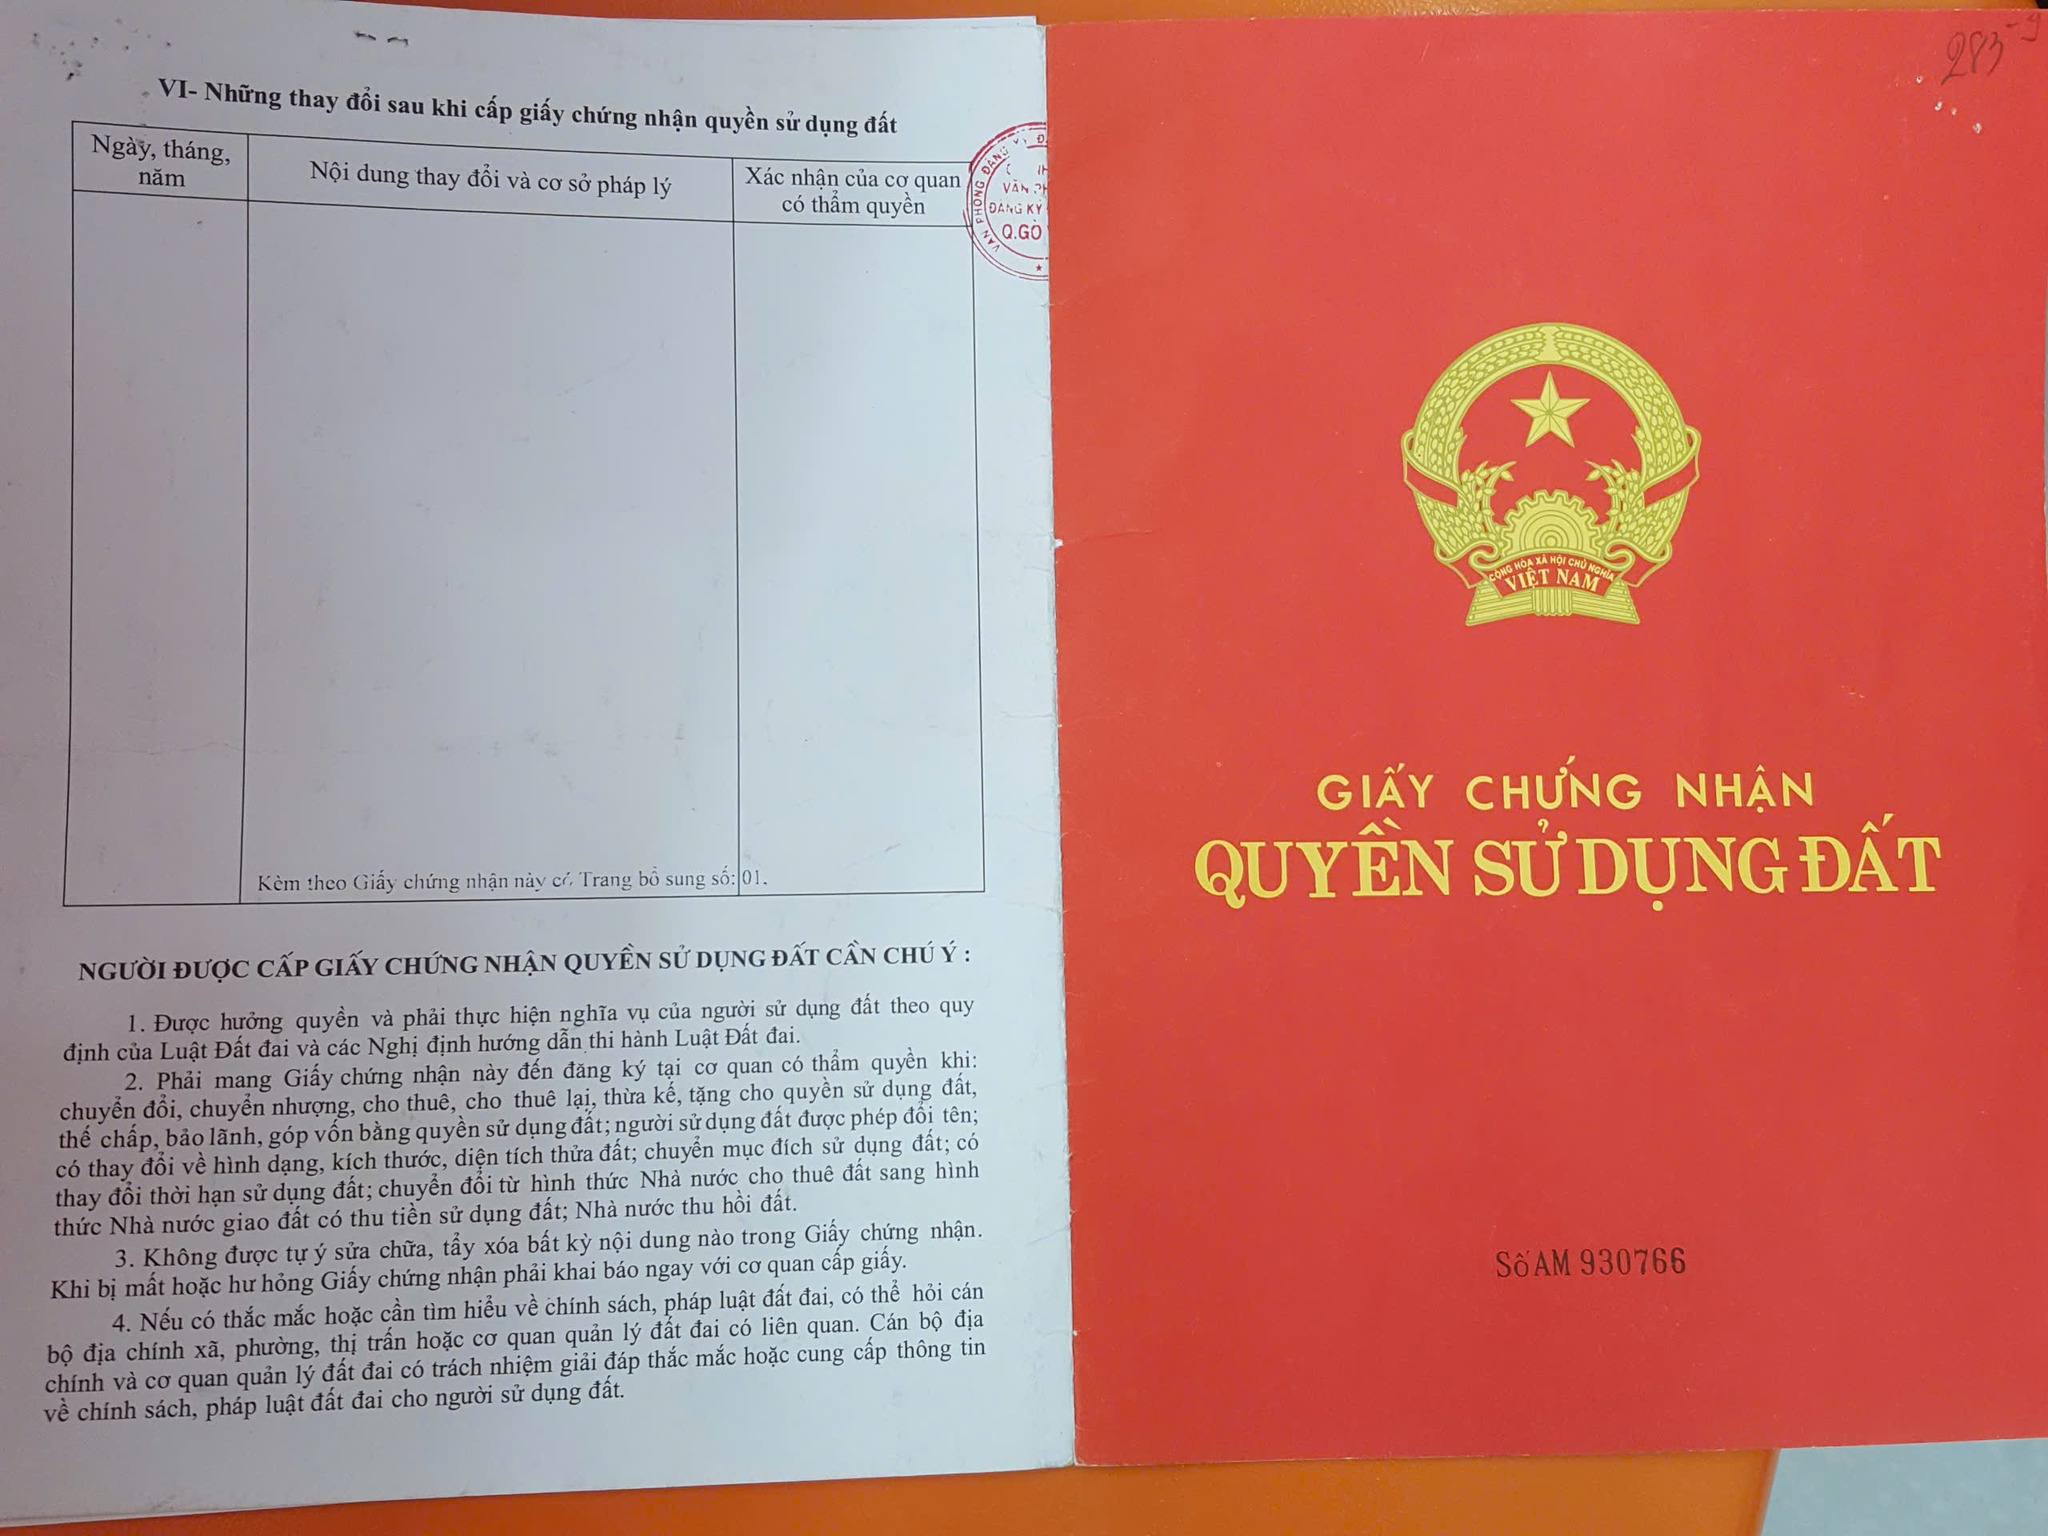 VI- Những thay đổi sau khi cấp giấy chứng nhận quyền sử dụng đất
Ngày, tháng,
năm
Nội dung thay đổi và cơ sở pháp lý
Xác nhận của cơ quan
có thẩm quyền
VĂN PHÒNG ĐĂNG KÝ Đ
VĂN PH
ĐĂNG KÝ
Q.GÒ
Kèm theo Giấy chứng nhận này có Trang bổ sung số: 01.
NGƯỜI ĐƯỢC CẤP GIẤY CHỨNG NHẬN QUYỀN SỬ DỤNG ĐẤT CẦN CHÚ Ý :
1. Được hưởng quyền và phải thực hiện nghĩa vụ của người sử dụng đất theo quy
định của Luật Đất đai và các Nghị định hướng dẫn thi hành Luật Đất đai.
2. Phải mang Giấy chứng nhận này đến đăng ký tại cơ quan có thẩm quyền khi:
chuyển đổi, chuyển nhượng, cho thuê, cho thuê lại, thừa kế, tặng cho quyền sử dụng đất,
thế chấp, bảo lãnh, góp vốn bằng quyền sử dụng đất; người sử dụng đất được phép đổi tên;
có thay đổi về hình dạng, kích thước, diện tích thửa đất; chuyển mục đích sử dụng đất; có
thay đổi thời hạn sử dụng đất; chuyển đổi từ hình thức Nhà nước cho thuê đất sang hình
thức Nhà nước giao đất có thu tiền sử dụng đất; Nhà nước thu hồi đất.
3. Không được tự ý sửa chữa, tẩy xóa bất kỳ nội dung nào trong Giấy chứng nhận.
Khi bị mất hoặc hư hỏng Giấy chứng nhận phải khai báo ngay với cơ quan cấp giấy.
4. Nếu có thắc mắc hoặc cần tìm hiểu về chính sách, pháp luật đất đai, có thể hỏi cán
bộ địa chính xã, phường, thị trấn hoặc cơ quan quản lý đất đai có liên quan. Cán bộ địa
chính và cơ quan quản lý đất đai có trách nhiệm giải đáp thắc mắc hoặc cung cấp thông tin
về chính sách, pháp luật đất đai cho người sử dụng đất.
283-9
CỘNG HÒA XÃ HỘI CHỦ NGHĨA
VIỆT NAM
GIẤY CHỨNG NHẬN
QUYỀN SỬ DỤNG ĐẤT
Số AM 930766